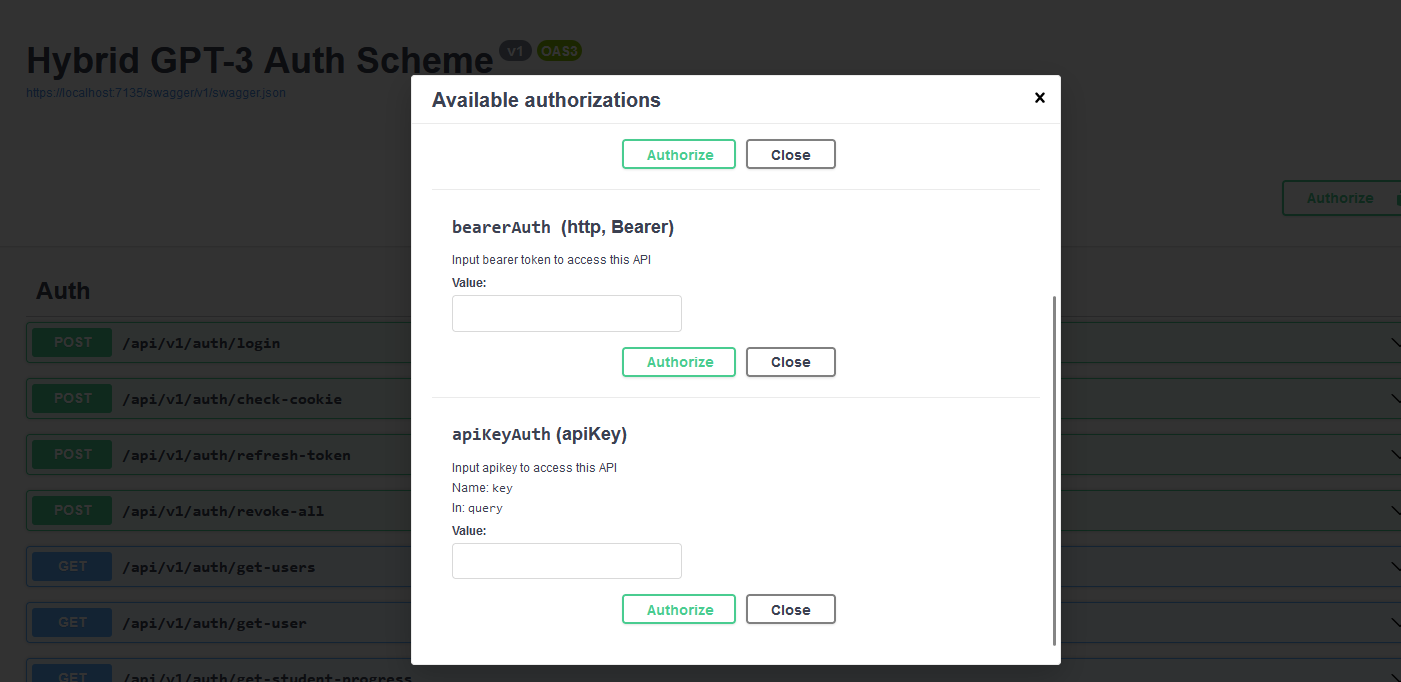 Hybrid GPT-3 Auth Scheme v1 OAS3
https://localhost:7135/swagger/v1/swagger.json
Available authorizations
Authorize Close
Authorize
bearerAuth (http, Bearer)
Input bearer token to access this API
Value:
Authorize Close
apiKeyAuth (apiKey)
Input apikey to access this API
Name: key
In: query
Value:
Authorize Close
Auth
POST /api/v1/auth/login
POST /api/v1/auth/check-cookie
POST /api/v1/auth/refresh-token
POST /api/v1/auth/revoke-all
GET /api/v1/auth/get-users
GET /api/v1/auth/get-user
GET /api/v1/auth/get-student-progress